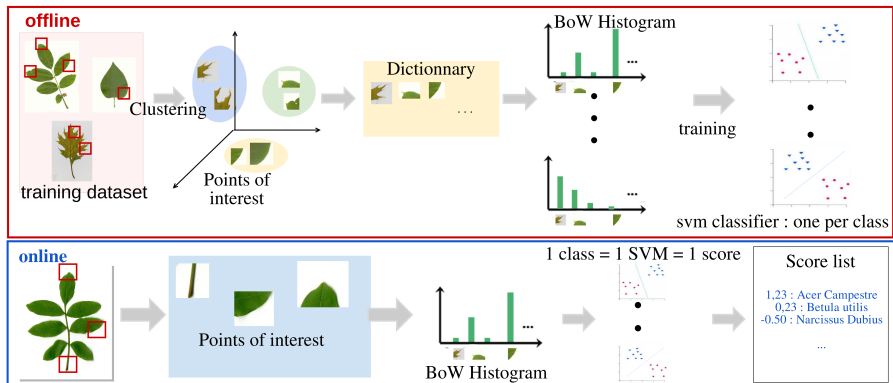 offline
training dataset
Clustering
Points of
interest
Dictionnary
...
BoW Histogram
...
...
training
svm classifier : one per class
online
Points of interest
BoW Histogram
...
1 class = 1 SVM = 1 score
Score list
1,23 : Acer Campestre
0,23 : Betula utilis
-0.50 : Narcissus Dubius
...